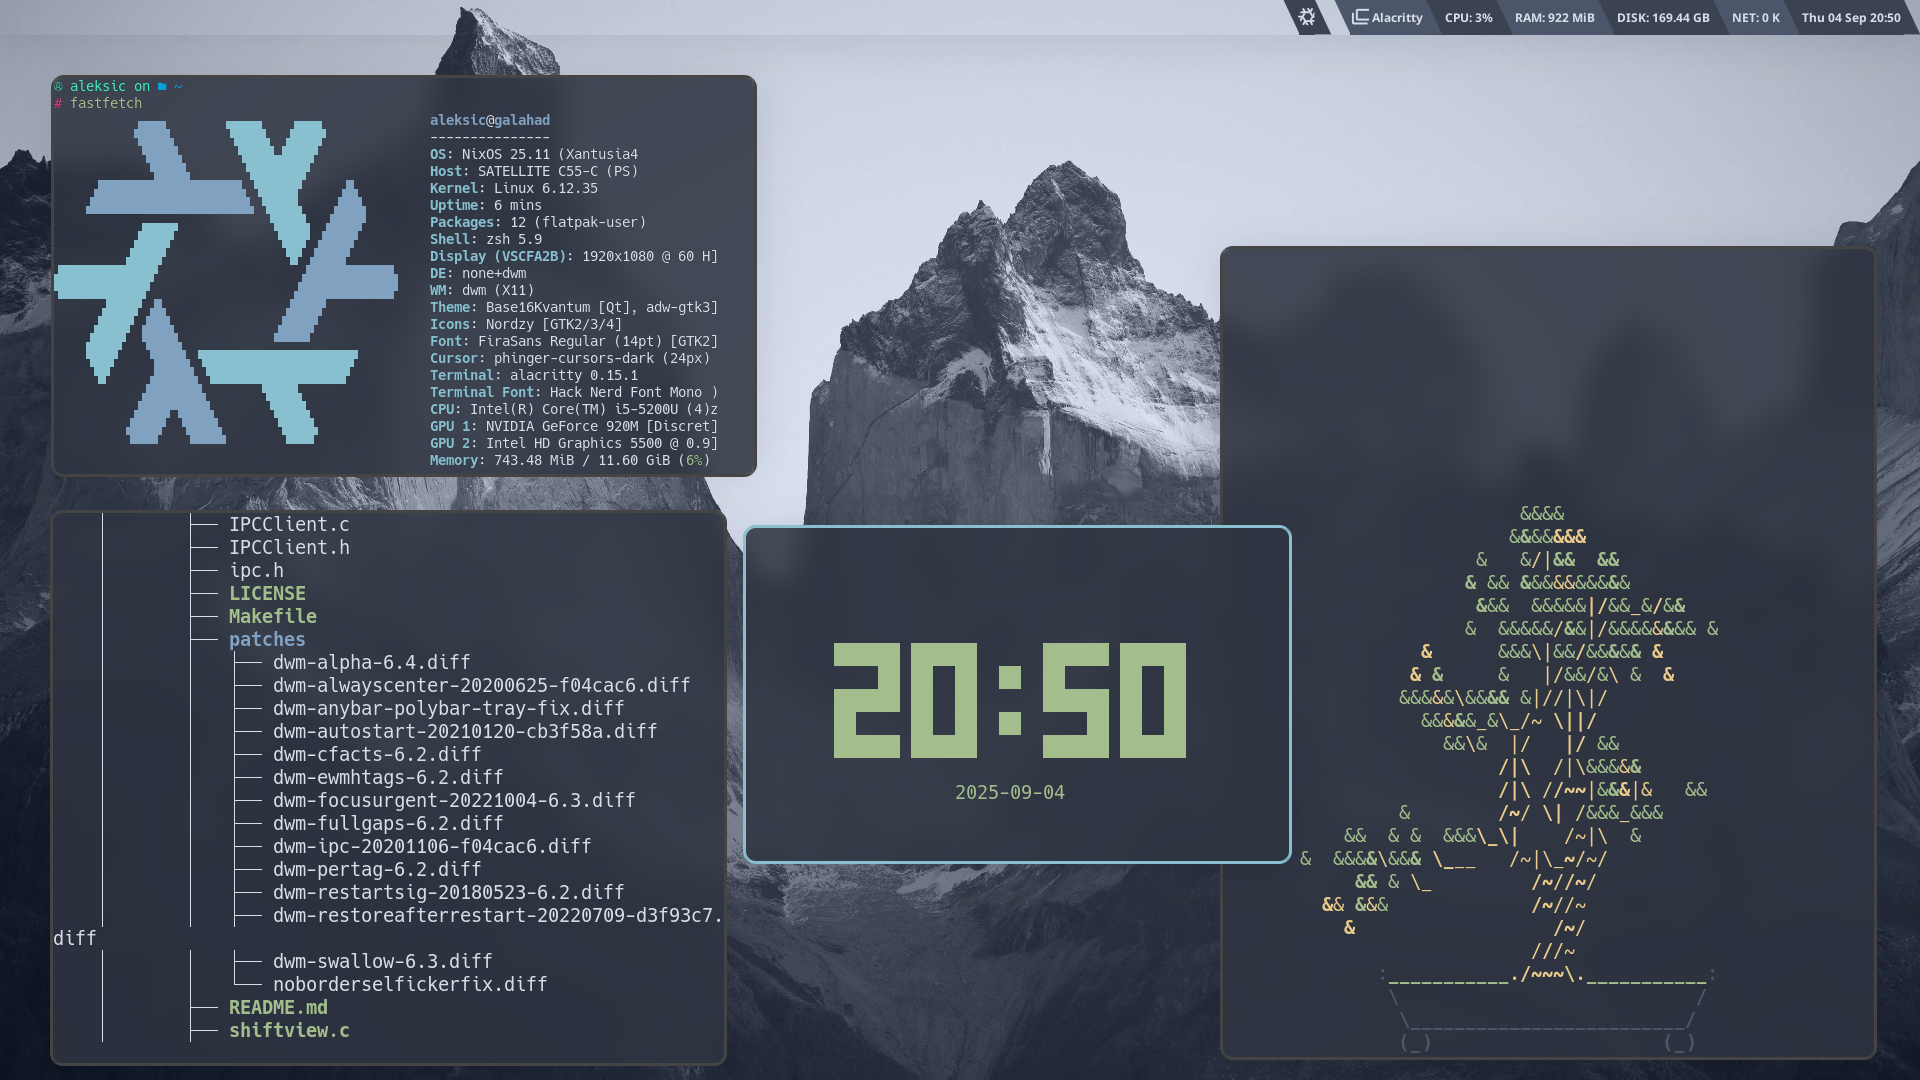 Alacritty
CPU: 3%
RAM: 922 MiB
DISK: 169.44 GB
NET: 0 K
Thu 04 Sep 20:50
aleksic on ~
# fastfetch
aleksic@galahad
---------------
OS: NixOS 25.11 (Xantusia4
Host: SATELLITE C55-C (PS)
Kernel: Linux 6.12.35
Uptime: 6 mins
Packages: 12 (flatpak-user)
Shell: zsh 5.9
Display (VSCFA2B): 1920x1080 @ 60 H]
DE: none+dwm
WM: dwm (X11)
Theme: Base16Kvantum [Qt], adw-gtk3]
Icons: Nordzy [GTK2/3/4]
Font: FiraSans Regular (14pt) [GTK2]
Cursor: phinger-cursors-dark (24px)
Terminal: alacritty 0.15.1
Terminal Font: Hack Nerd Font Mono )
CPU: Intel(R) Core(TM) i5-5200U (4)z
GPU 1: NVIDIA GeForce 920M [Discret]
GPU 2: Intel HD Graphics 5500 @ 0.9]
Memory: 743.48 MiB / 11.60 GiB (6%)
IPCClient.c
IPCClient.h
ipc.h
LICENSE
Makefile
patches
dwm-alpha-6.4.diff
dwm-alwayscenter-20200625-f04cac6.diff
dwm-anybar-polybar-tray-fix.diff
dwm-autostart-20210120-cb3f58a.diff
dwm-cfacts-6.2.diff
dwm-ewmhtags-6.2.diff
dwm-focusurgent-20221004-6.3.diff
dwm-fullgaps-6.2.diff
dwm-ipc-20201106-f04cac6.diff
dwm-pertag-6.2.diff
dwm-restartsig-20180523-6.2.diff
dwm-restoreafterrestart-20220709-d3f93c7.
diff
dwm-swallow-6.3.diff
noborderselfickerfix.diff
README.md
shiftview.c
20:50
2025-09-04